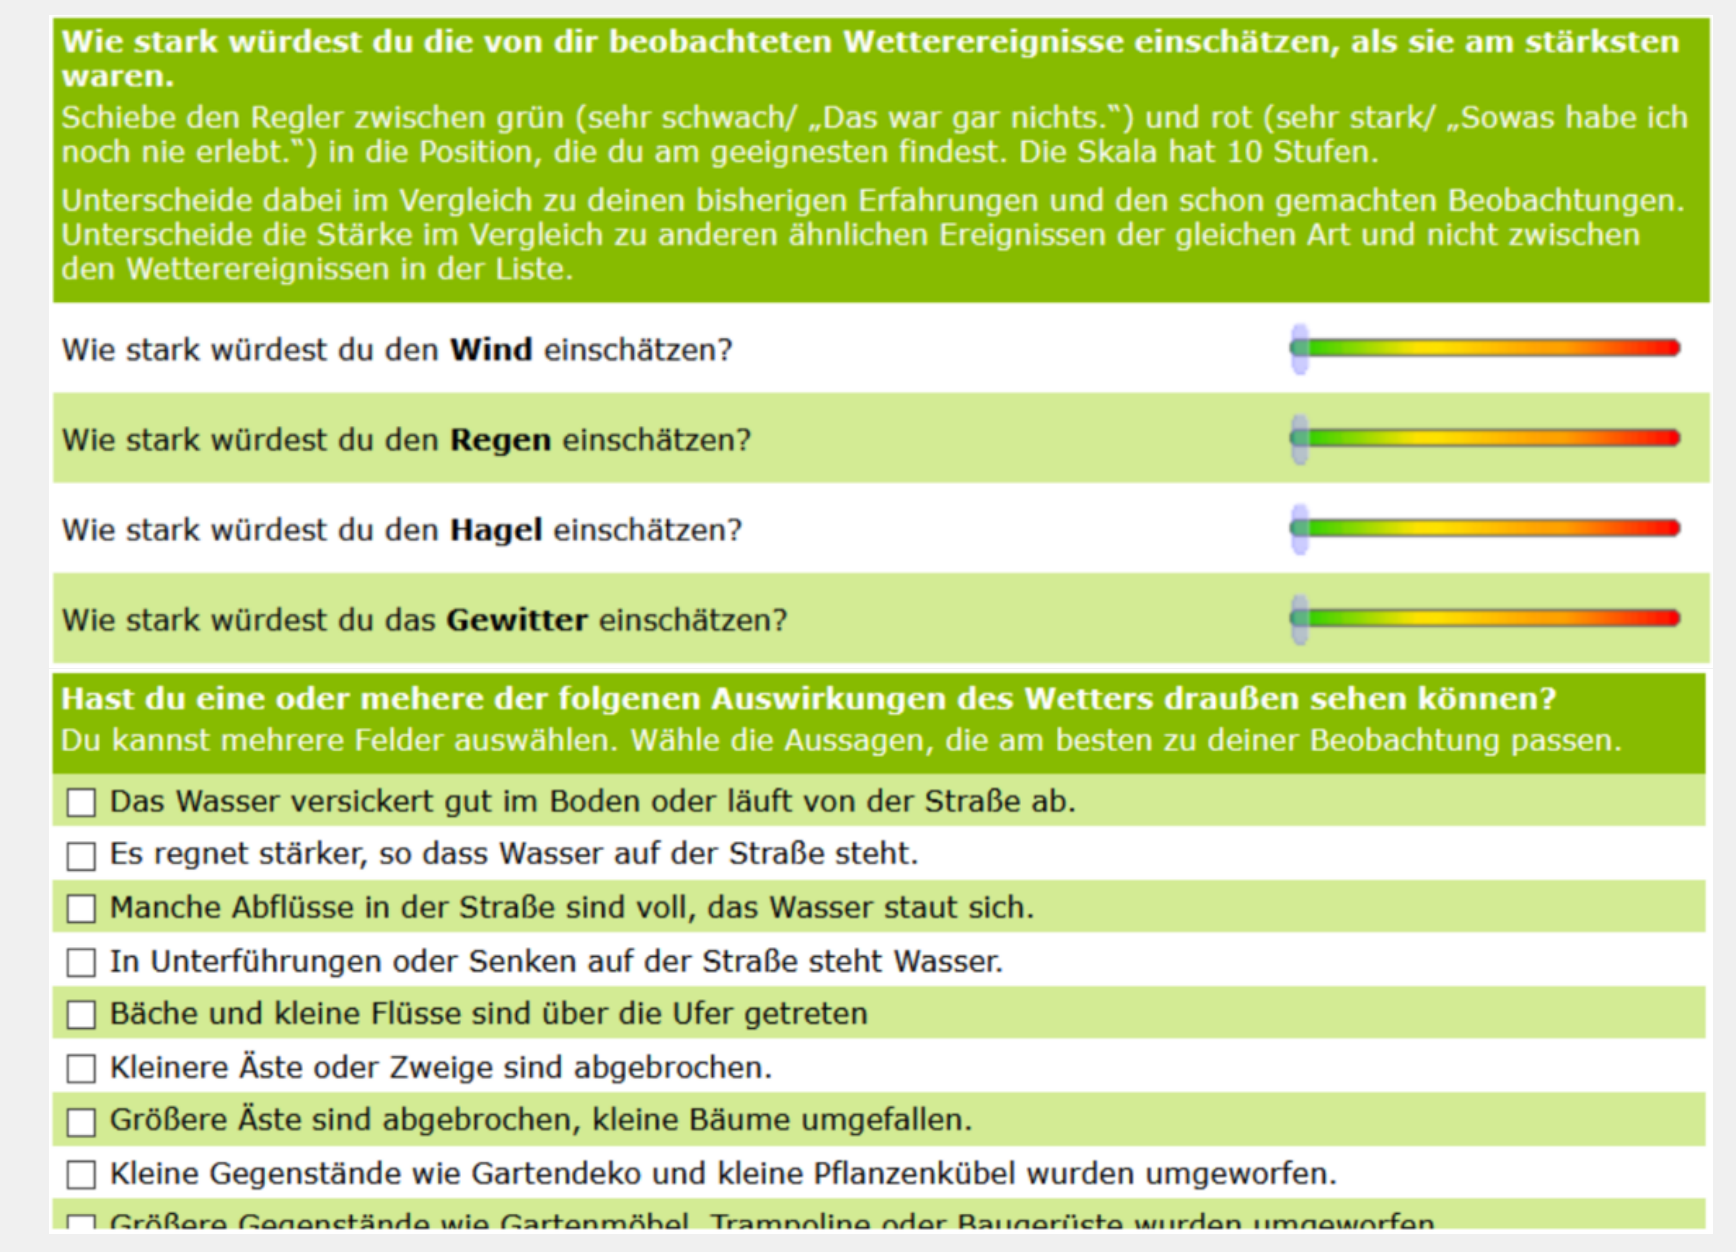 Wie stark würdest du die von dir beobachteten Wetterereignisse einschätzen, als sie am stärksten
waren.
Schiebe den Regler zwischen grün (sehr schwach/ „Das war gar nichts.‟) und rot (sehr stark/ „Sowas habe ich
noch nie erlebt.‟) in die Position, die du am geeignesten findest. Die Skala hat 10 Stufen.
Unterscheide dabei im Vergleich zu deinen bisherigen Erfahrungen und den schon gemachten Beobachtungen.
Unterscheide die Stärke im Vergleich zu anderen ähnlichen Ereignissen der gleichen Art und nicht zwischen
den Wetterereignissen in der Liste.
Wie stark würdest du den Wind einschätzen?
Wie stark würdest du den Regen einschätzen?
Wie stark würdest du den Hagel einschätzen?
Wie stark würdest du das Gewitter einschätzen?
Hast du eine oder mehere der folgenen Auswirkungen des Wetters draußen sehen können?
Du kannst mehrere Felder auswählen. Wähle die Aussagen, die am besten zu deiner Beobachtung passen.
Das Wasser versickert gut im Boden oder läuft von der Straße ab.
Es regnet stärker, so dass Wasser auf der Straße steht.
Manche Abflüsse in der Straße sind voll, das Wasser staut sich.
In Unterführungen oder Senken auf der Straße steht Wasser.
Bäche und kleine Flüsse sind über die Ufer getreten
Kleinere Äste oder Zweige sind abgebrochen.
Größere Äste sind abgebrochen, kleine Bäume umgefallen.
Kleine Gegenstände wie Gartendeko und kleine Pflanzenkübel wurden umgeworfen.
Größere Gegenstände wie Gartenmöbel, Trampoline oder Baugerüste wurden umgeworfen